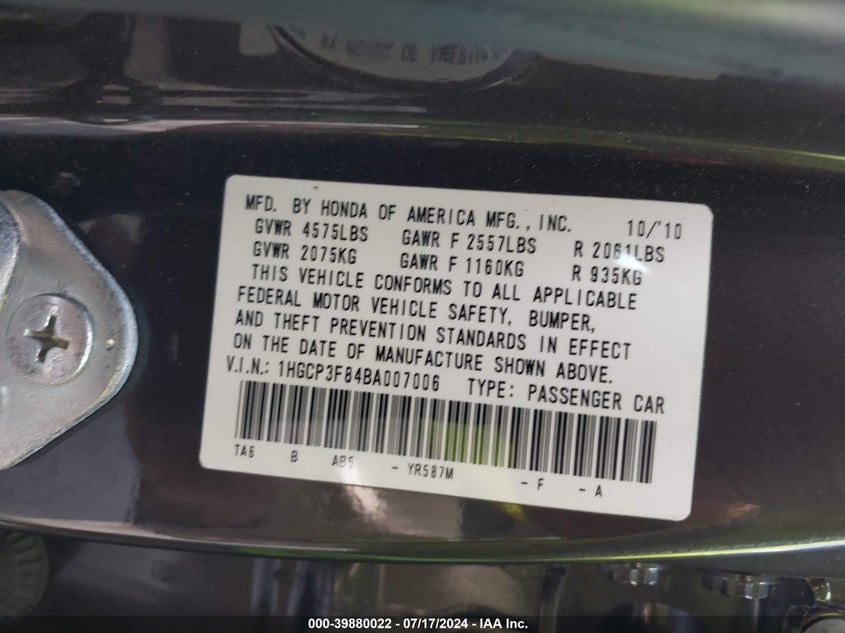 MFD. BY HONDA OF AMERICA MFG., INC. 10/'10
GVWR 4575LBS GAWR F 2557LBS R 2061LBS
GVWR 2075KG GAWR F 1160KG R 935KG
THIS VEHICLE CONFORMS TO ALL APPLICABLE
FEDERAL MOTOR VEHICLE SAFETY, BUMPER,
AND THEFT PREVENTION STANDARDS IN EFFECT
ON THE DATE OF MANUFACTURE SHOWN ABOVE.
V.I.N.: 1HGCP3F84BA007006 TYPE: PASSENGER CAR
TA6 B AB5 - YR587M - F - A
000-39880022 - 07/17/2024 - IAA Inc.